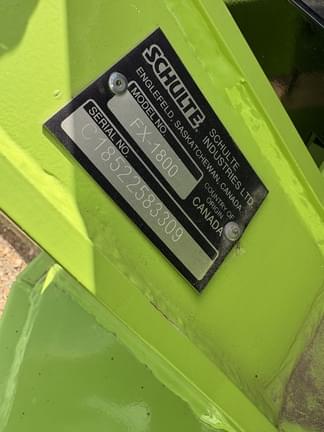 SCHULTE
SCHULTE
INDUSTRIES LTD.
ENGLEFELD, SASKATCHEWAN, CANADA
MODEL NO.
FX-1800
COUNTRY OF
ORIGIN
CANADA
SERIAL NO.
C18522583309